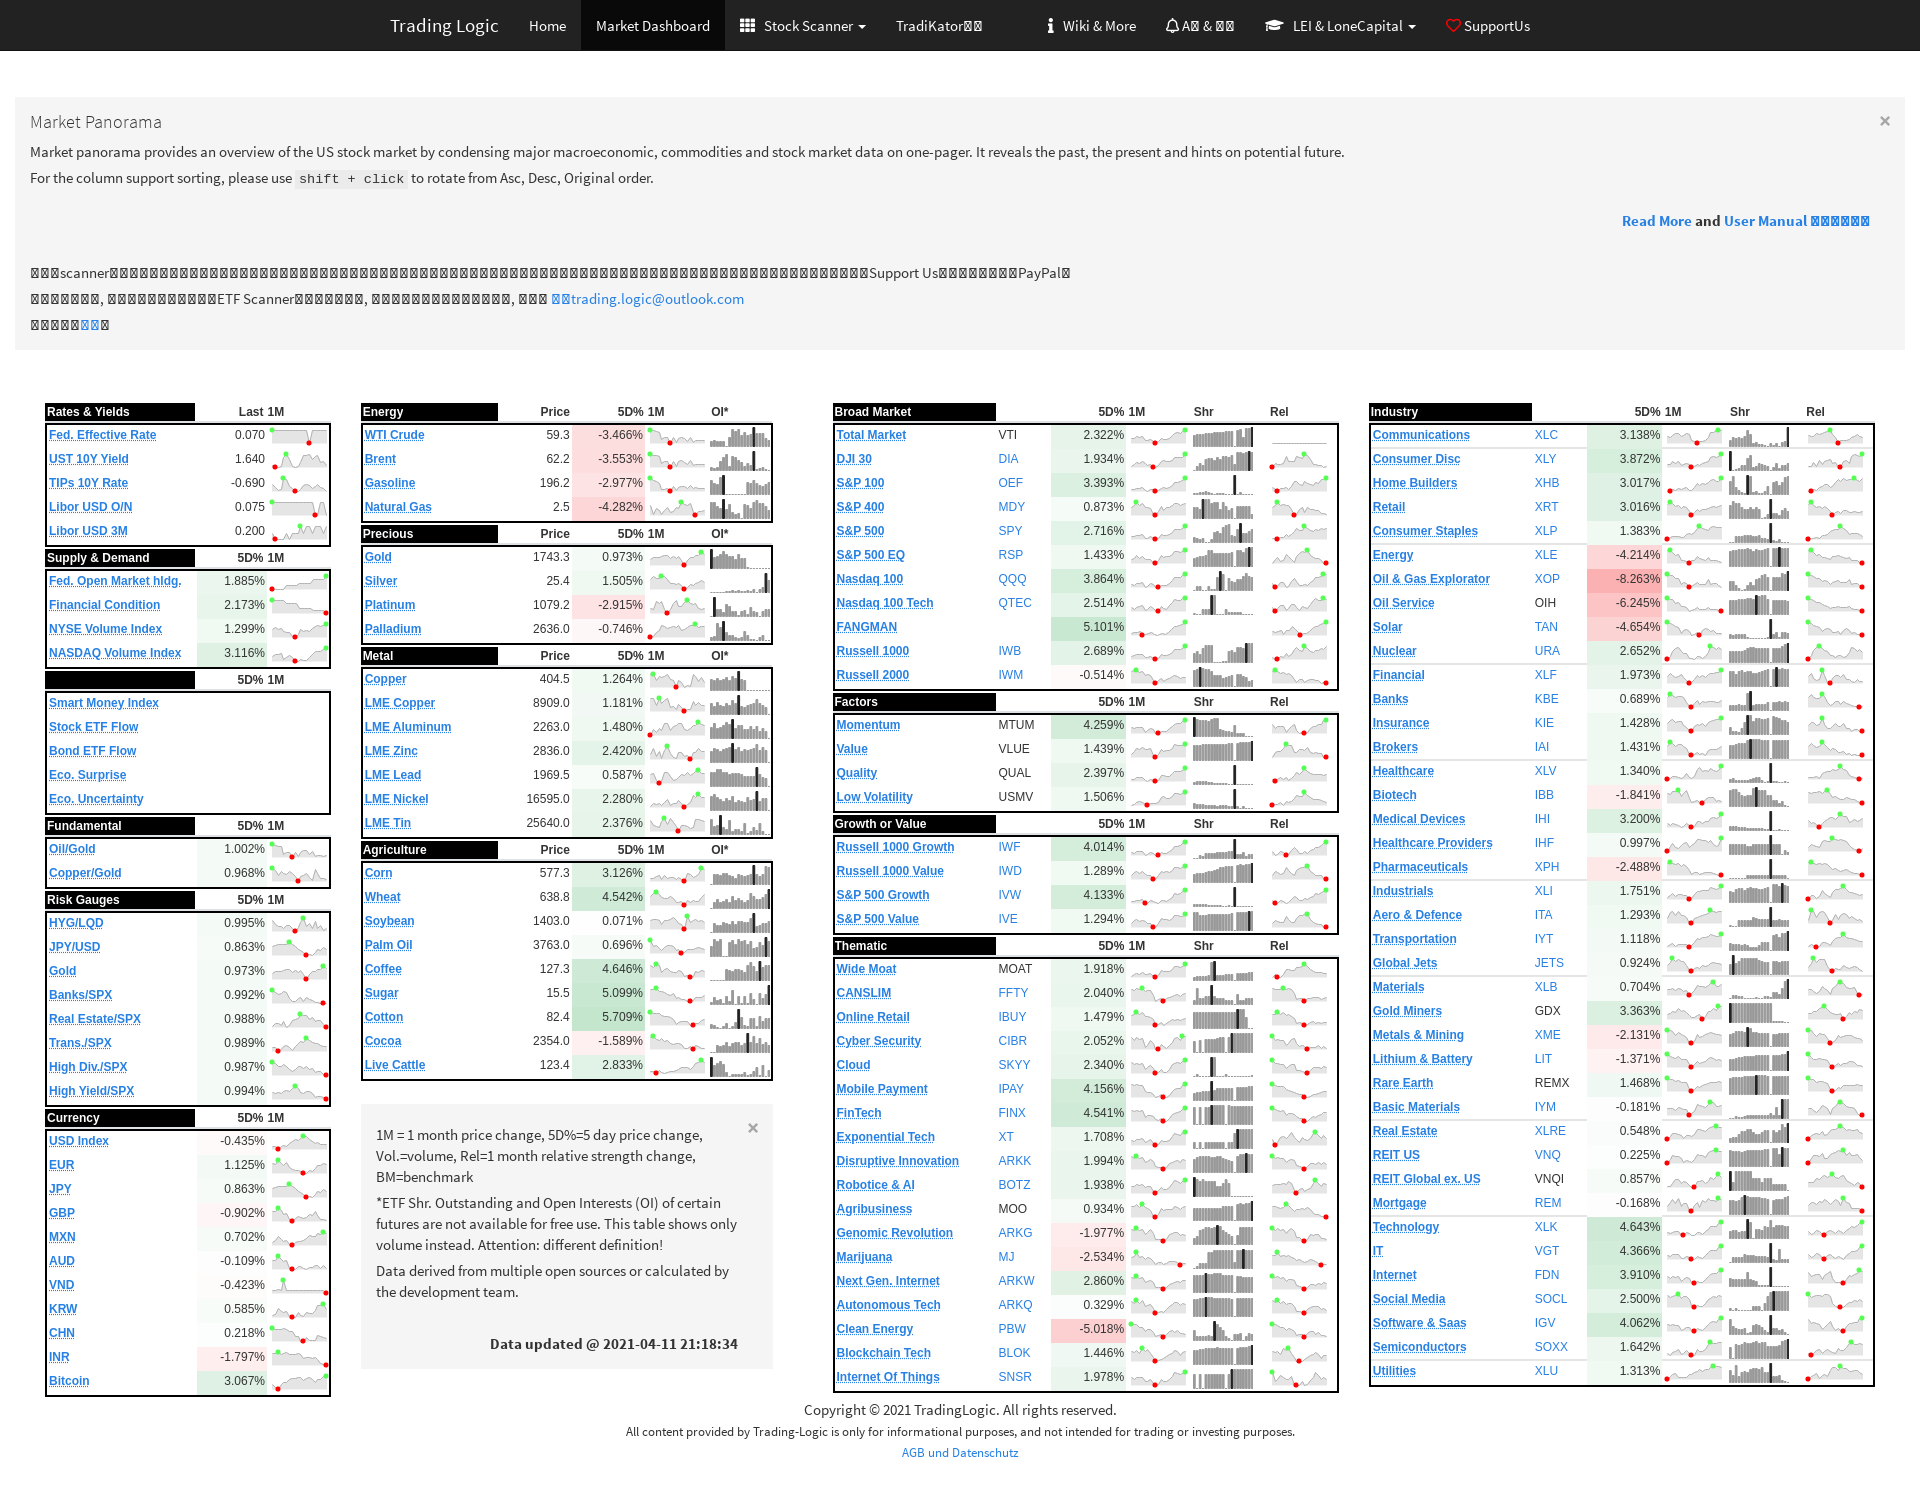 Trading Logic Home Market Dashboard Stock Scanner TradiKator Wiki & More A & LEI & LoneCapital SupportUs
Market Panorama ×
Market panorama provides an overview of the US stock market by condensing major macroeconomic, commodities and stock market data on one-pager. It reveals the past, the present and hints on potential future.
For the column support sorting, please use shift + click to rotate from Asc, Desc, Original order.
Read More and User Manual
scanner Support Us PayPal
, ETF Scanner , , trading.logic@outlook.com
Rates & Yields Last 1M
Fed. Effective Rate 0.070
UST 10Y Yield 1.640
TIPs 10Y Rate -0.690
Libor USD O/N 0.075
Libor USD 3M 0.200
Supply & Demand 5D% 1M
Fed. Open Market hldg. 1.885%
Financial Condition 2.173%
NYSE Volume Index 1.299%
NASDAQ Volume Index 3.116%
5D% 1M
Smart Money Index
Stock ETF Flow
Bond ETF Flow
Eco. Surprise
Eco. Uncertainty
Fundamental 5D% 1M
Oil/Gold 1.002%
Copper/Gold 0.968%
Risk Gauges 5D% 1M
HYG/LQD 0.995%
JPY/USD 0.863%
Gold 0.973%
Banks/SPX 0.992%
Real Estate/SPX 0.988%
Trans./SPX 0.989%
High Div./SPX 0.987%
High Yield/SPX 0.994%
Currency 5D% 1M
USD Index -0.435%
EUR 1.125%
JPY 0.863%
GBP -0.902%
MXN 0.702%
AUD -0.109%
VND -0.423%
KRW 0.585%
CHN 0.218%
INR -1.797%
Bitcoin 3.067%
Energy Price 5D% 1M OI*
WTI Crude 59.3 -3.466%
Brent 62.2 -3.553%
Gasoline 196.2 -2.977%
Natural Gas 2.5 -4.282%
Precious Price 5D% 1M OI*
Gold 1743.3 0.973%
Silver 25.4 1.505%
Platinum 1079.2 -2.915%
Palladium 2636.0 -0.746%
Metal Price 5D% 1M OI*
Copper 404.5 1.264%
LME Copper 8909.0 1.181%
LME Aluminum 2263.0 1.480%
LME Zinc 2836.0 2.420%
LME Lead 1969.5 0.587%
LME Nickel 16595.0 2.280%
LME Tin 25640.0 2.376%
Agriculture Price 5D% 1M OI*
Corn 577.3 3.126%
Wheat 638.8 4.542%
Soybean 1403.0 0.071%
Palm Oil 3763.0 0.696%
Coffee 127.3 4.646%
Sugar 15.5 5.099%
Cotton 82.4 5.709%
Cocoa 2354.0 -1.589%
Live Cattle 123.4 2.833%
×
1M = 1 month price change, 5D%=5 day price change,
Vol.=volume, Rel=1 month relative strength change,
BM=benchmark
*ETF Shr. Outstanding and Open Interests (OI) of certain
futures are not available for free use. This table shows only
volume instead. Attention: different definition!
Data derived from multiple open sources or calculated by
the development team.
Data updated @ 2021-04-11 21:18:34
Broad Market 5D% 1M Shr Rel
Total Market VTI 2.322%
DJI 30 DIA 1.934%
S&P 100 OEF 3.393%
S&P 400 MDY 0.873%
S&P 500 SPY 2.716%
S&P 500 EQ RSP 1.433%
Nasdaq 100 QQQ 3.864%
Nasdaq 100 Tech QTEC 2.514%
FANGMAN 5.101%
Russell 1000 IWB 2.689%
Russell 2000 IWM -0.514%
Factors 5D% 1M Shr Rel
Momentum MTUM 4.259%
Value VLUE 1.439%
Quality QUAL 2.397%
Low Volatility USMV 1.506%
Growth or Value 5D% 1M Shr Rel
Russell 1000 Growth IWF 4.014%
Russell 1000 Value IWD 1.289%
S&P 500 Growth IVW 4.133%
S&P 500 Value IVE 1.294%
Thematic 5D% 1M Shr Rel
Wide Moat MOAT 1.918%
CANSLIM FFTY 2.040%
Online Retail IBUY 1.479%
Cyber Security CIBR 2.052%
Cloud SKYY 2.340%
Mobile Payment IPAY 4.156%
FinTech FINX 4.541%
Exponential Tech XT 1.708%
Disruptive Innovation ARKK 1.994%
Robotice & AI BOTZ 1.938%
Agribusiness MOO 0.934%
Genomic Revolution ARKG -1.977%
Marijuana MJ -2.534%
Next Gen. Internet ARKW 2.860%
Autonomous Tech ARKQ 0.329%
Clean Energy PBW -5.018%
Blockchain Tech BLOK 1.446%
Internet Of Things SNSR 1.978%
Industry 5D% 1M Shr Rel
Communications XLC 3.138%
Consumer Disc XLY 3.872%
Home Builders XHB 3.017%
Retail XRT 3.016%
Consumer Staples XLP 1.383%
Energy XLE -4.214%
Oil & Gas Explorator XOP -8.263%
Oil Service OIH -6.245%
Solar TAN -4.654%
Nuclear URA 2.652%
Financial XLF 1.973%
Banks KBE 0.689%
Insurance KIE 1.428%
Brokers IAI 1.431%
Healthcare XLV 1.340%
Biotech IBB -1.841%
Medical Devices IHI 3.200%
Healthcare Providers IHF 0.997%
Pharmaceuticals XPH -2.488%
Industrials XLI 1.751%
Aero & Defence ITA 1.293%
Transportation IYT 1.118%
Global Jets JETS 0.924%
Materials XLB 0.704%
Gold Miners GDX 3.363%
Metals & Mining XME -2.131%
Lithium & Battery LIT -1.371%
Rare Earth REMX 1.468%
Basic Materials IYM -0.181%
Real Estate XLRE 0.548%
REIT US VNQ 0.225%
REIT Global ex. US VNQI 0.857%
Mortgage REM -0.168%
Technology XLK 4.643%
IT VGT 4.366%
Internet FDN 3.910%
Social Media SOCL 2.500%
Software & Saas IGV 4.062%
Semiconductors SOXX 1.642%
Utilities XLU 1.313%
Copyright © 2021 TradingLogic. All rights reserved.
All content provided by Trading-Logic is only for informational purposes, and not intended for trading or investing purposes.
AGB und Datenschutz